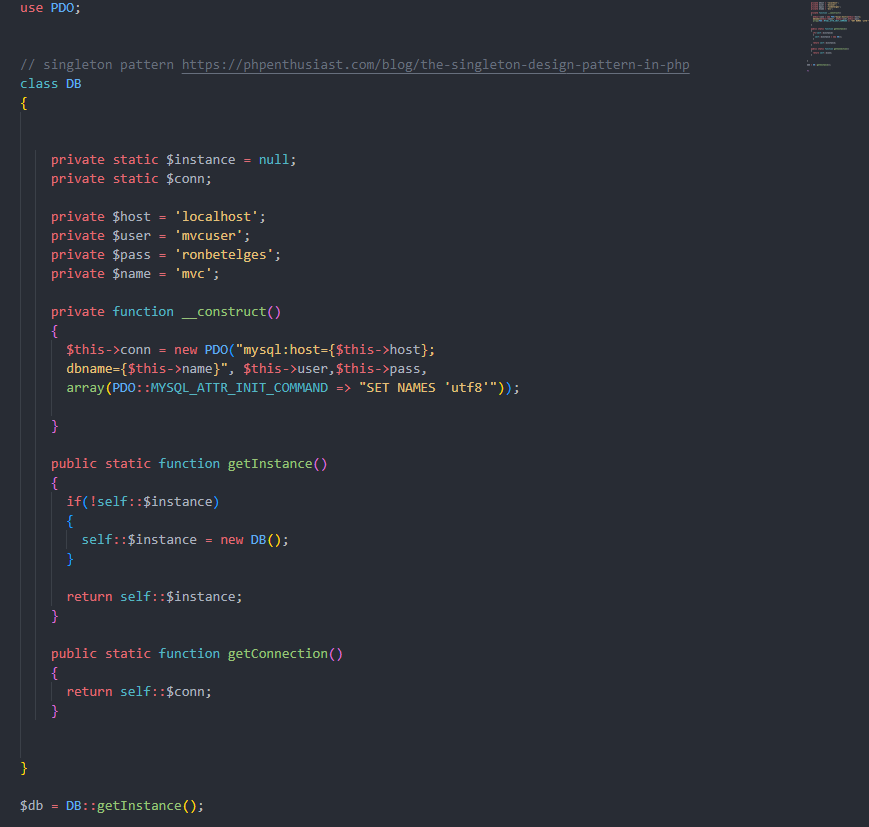 use PDO;
// singleton pattern https://phpenthusiast.com/blog/the-singleton-design-pattern-in-php
class DB
{
private static $instance = null;
private static $conn;
private $host = 'localhost';
private $user = 'mvcuser';
private $pass = 'ronbetelges';
private $name = 'mvc';
private function __construct()
{
$this->conn = new PDO("mysql:host={$this->host};
dbname={$this->name}", $this->user,$this->pass,
array(PDO::MYSQL_ATTR_INIT_COMMAND => "SET NAMES 'utf8'"));
}
public static function getInstance()
{
if(!self::$instance)
{
self::$instance = new DB();
}
return self::$instance;
}
public static function getConnection()
{
return self::$conn;
}
}
$db = DB::getInstance();